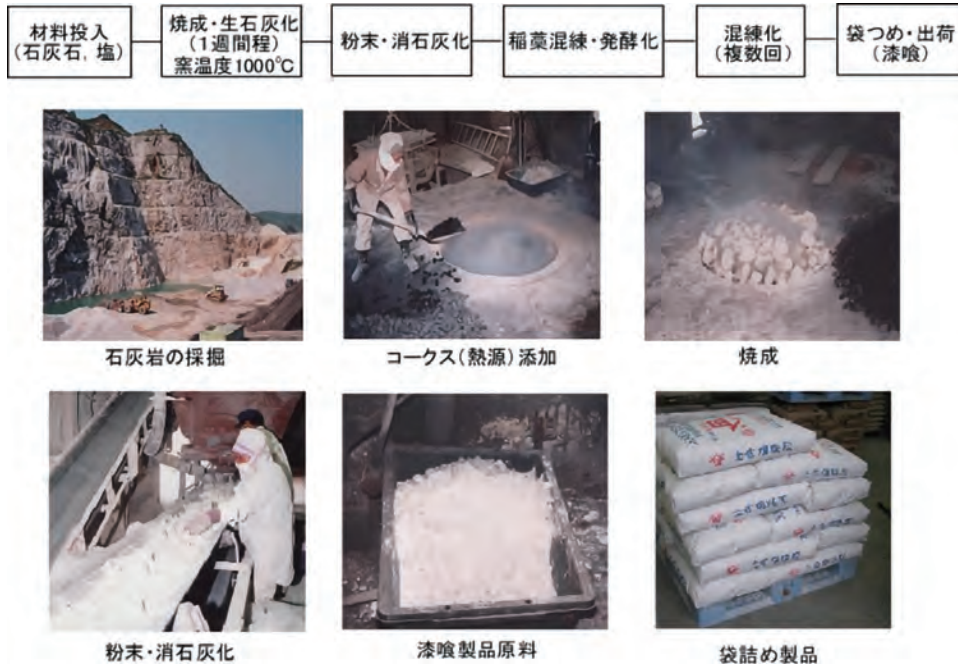 材料投入
(石灰石, 塩)
焼成・生石灰化
(1週間程)
窯温度1000℃
粉末・消石灰化
稲藁混練・発酵化
混練化
(複数回)
袋つめ・出荷
(漆喰)
石灰岩の採掘
コークス(熱源)添加
焼成
粉末・消石灰化
漆喰製品原料
袋詰め製品